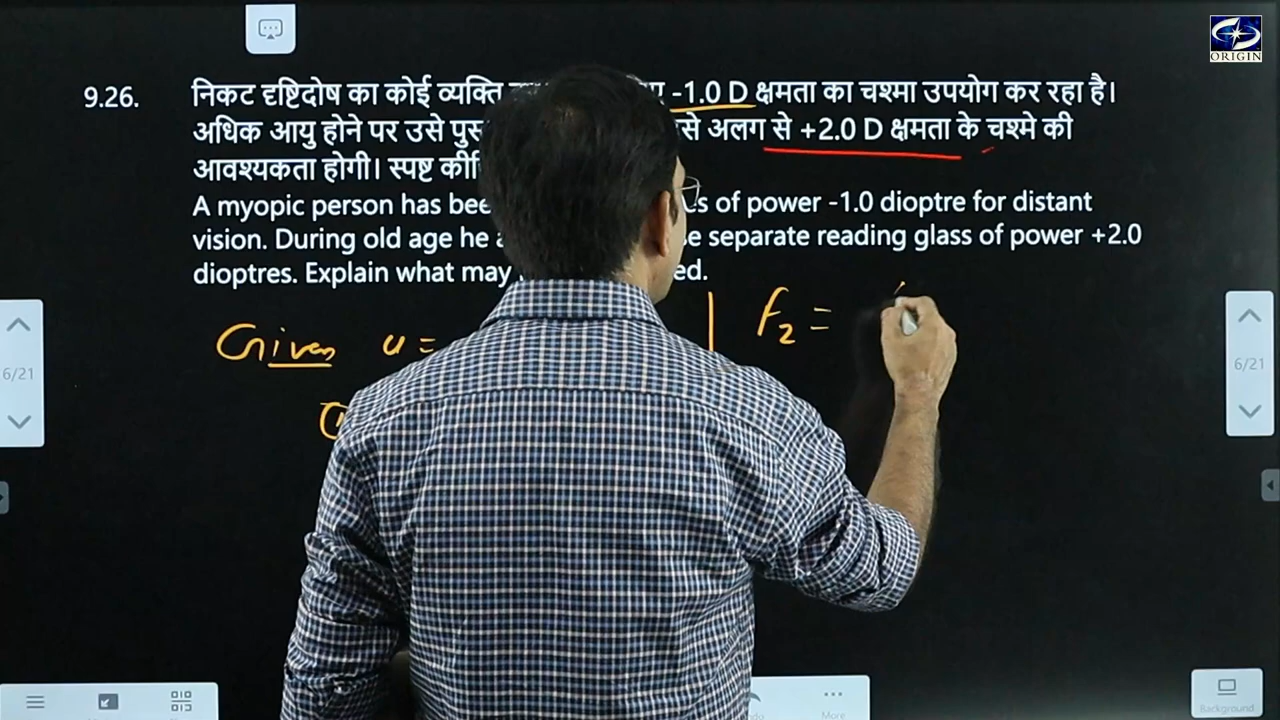 ORIGIN
9.26. निकट दृष्टिदोष का कोई व्यक्ति -1.0 D क्षमता का चश्मा उपयोग कर रहा है।
अधिक आयु होने पर उसे अलग से +2.0 D क्षमता के चश्मे की
आवश्यकता होगी। स्पष्ट
A myopic person has of power -1.0 dioptre for distant
vision. During old age he separate reading glass of power +2.0
dioptres. Explain what may
Given u = | f2 =
6/21
6/21
More
Background